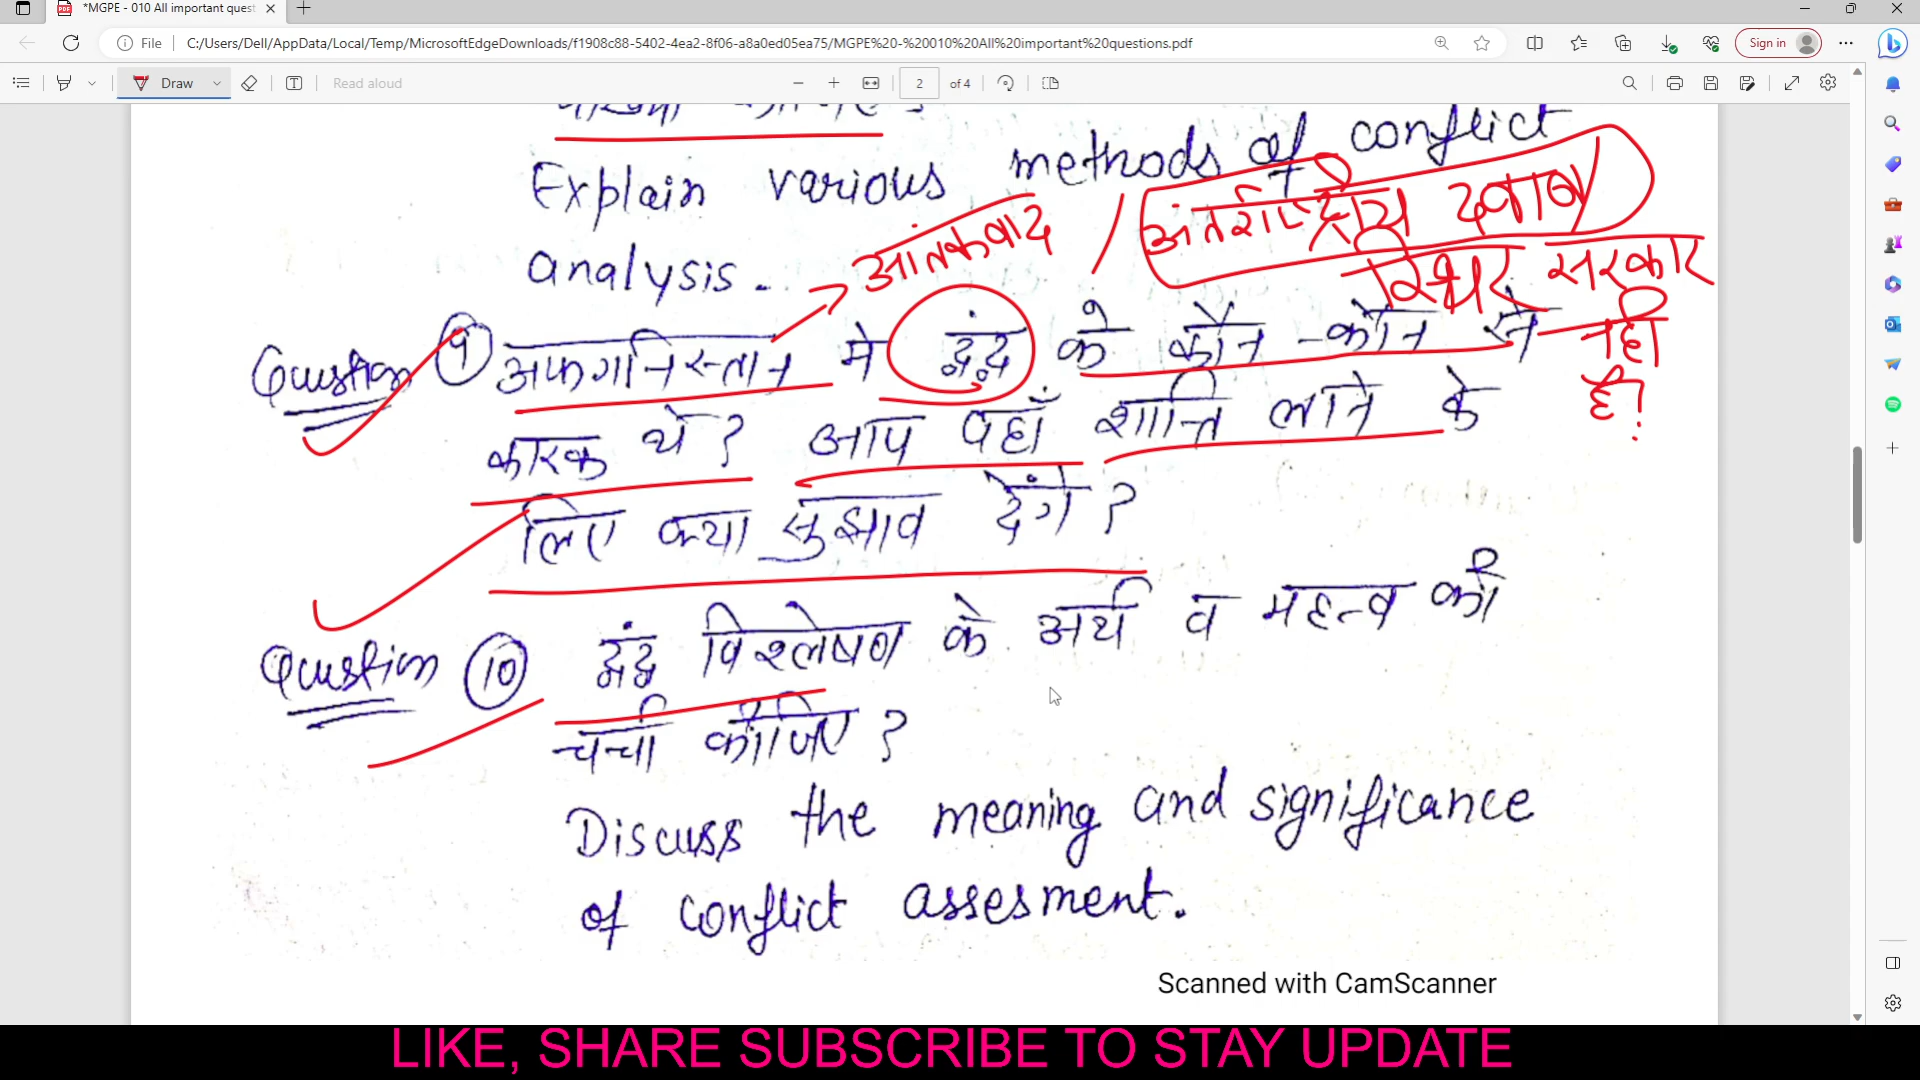 *MGPE - 010 All important quest
File C:/Users/Dell/AppData/Local/Temp/MicrosoftEdgeDownloads/f1908c88-5402-4ea2-8f06-a8a0ed05ea75/MGPE%20-%20010%20All%20important%20questions.pdf
Sign in
Draw
Read aloud
2 of 4
Explain various methods of conflict
analysis.
आतंकवाद / अंतर्राष्ट्रीय दबाव
स्थिर सरकार
नहीं
है?
Question 9 अफगानिस्तान में द्वंद्व के कौन-कौन से
कारक थे? आप वहाँ शान्ति लाने के
लिए क्या सुझाव देंगे?
Question 10 द्वंद्व विश्लेषण के अर्थ व महत्व की
चर्चा कीजिए?
Discuss the meaning and significance
of conflict assesment.
Scanned with CamScanner
LIKE, SHARE SUBSCRIBE TO STAY UPDATE